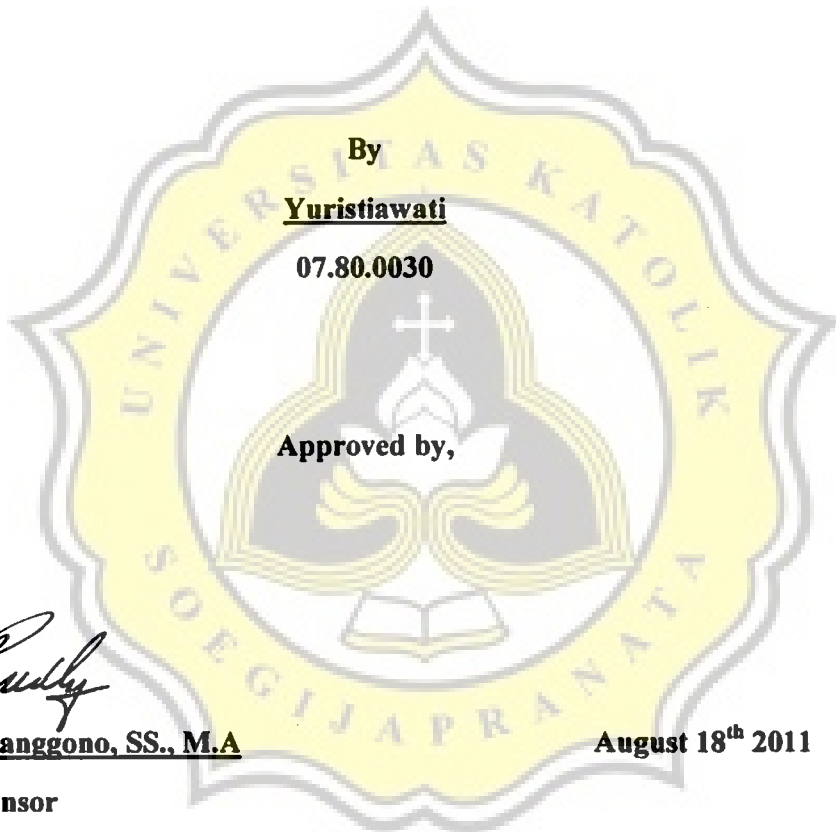 By
UNIVERSITAS KATOLIK
Yuristiawati
07.80.0030
Approved by,
SOEGIJAPRANATA
anggono, SS., M.A
August 18th 2011
nsor